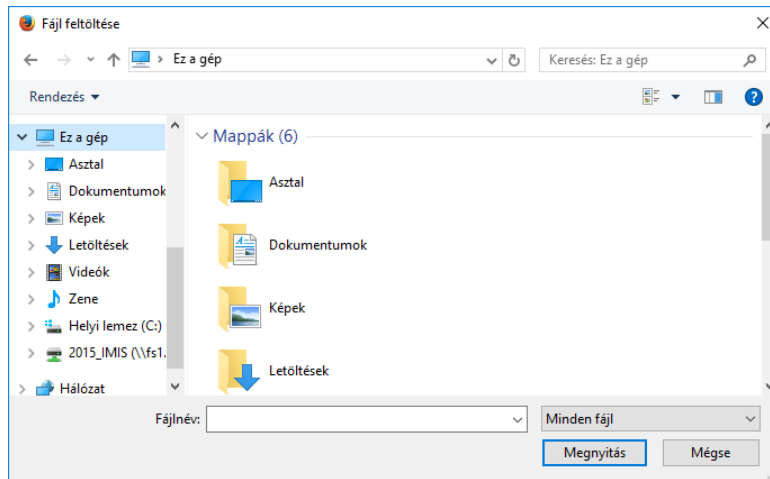 Fájl feltöltése
Ez a gép
Keresés: Ez a gép
Rendezés
Ez a gép
Asztal
Dokumentumok
Képek
Letöltések
Videók
Zene
Helyi lemez (C:)
2015_IMIS (\\fs1.
Hálózat
Mappák (6)
Asztal
Dokumentumok
Képek
Letöltések
Fájlnév:
Minden fájl
Megnyitás
Mégse